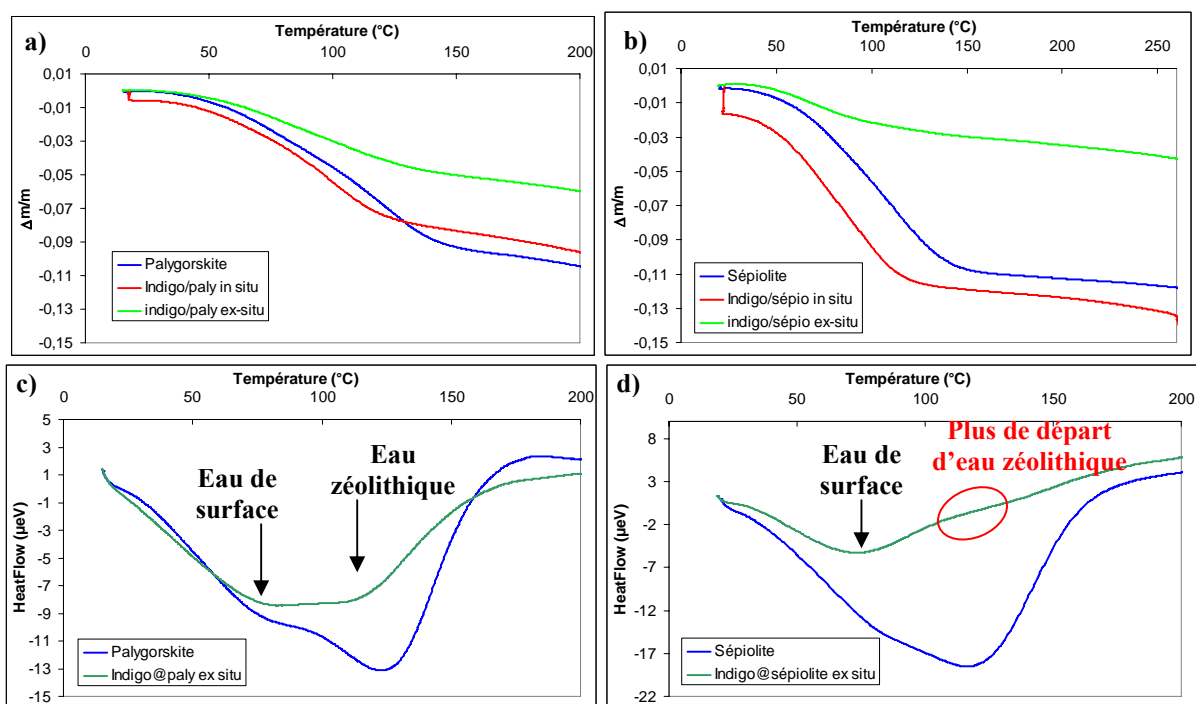 a)
Température (°C)
0 50 100 150 200
0,01
-0,01
-0,03
-0,05
-0,07
-0,09
-0,11
-0,13
-0,15
Δm/m
Palygorskite
Indigo/paly in situ
indigo/paly ex-situ
b)
Température (°C)
0 50 100 150 200 250
0,01
-0,01
-0,03
-0,05
-0,07
-0,09
-0,11
-0,13
-0,15
Δm/m
Sépiolite
Indigo/sépio in situ
indigo/sépio ex-situ
c)
Température (°C)
0 50 100 150 200
5
1
-3
-7
-11
-15
HeatFlow (µeV)
Eau de
surface
Eau
zéolithique
Palygorskite
Indigo@paly ex situ
d)
Température (°C)
0 50 100 150 200
8
3
-2
-7
-12
-17
-22
HeatFlow (µeV)
Eau de
surface
Plus de départ
d’eau zéolithique
Sépiolite
Indigo@sépiolite ex situ